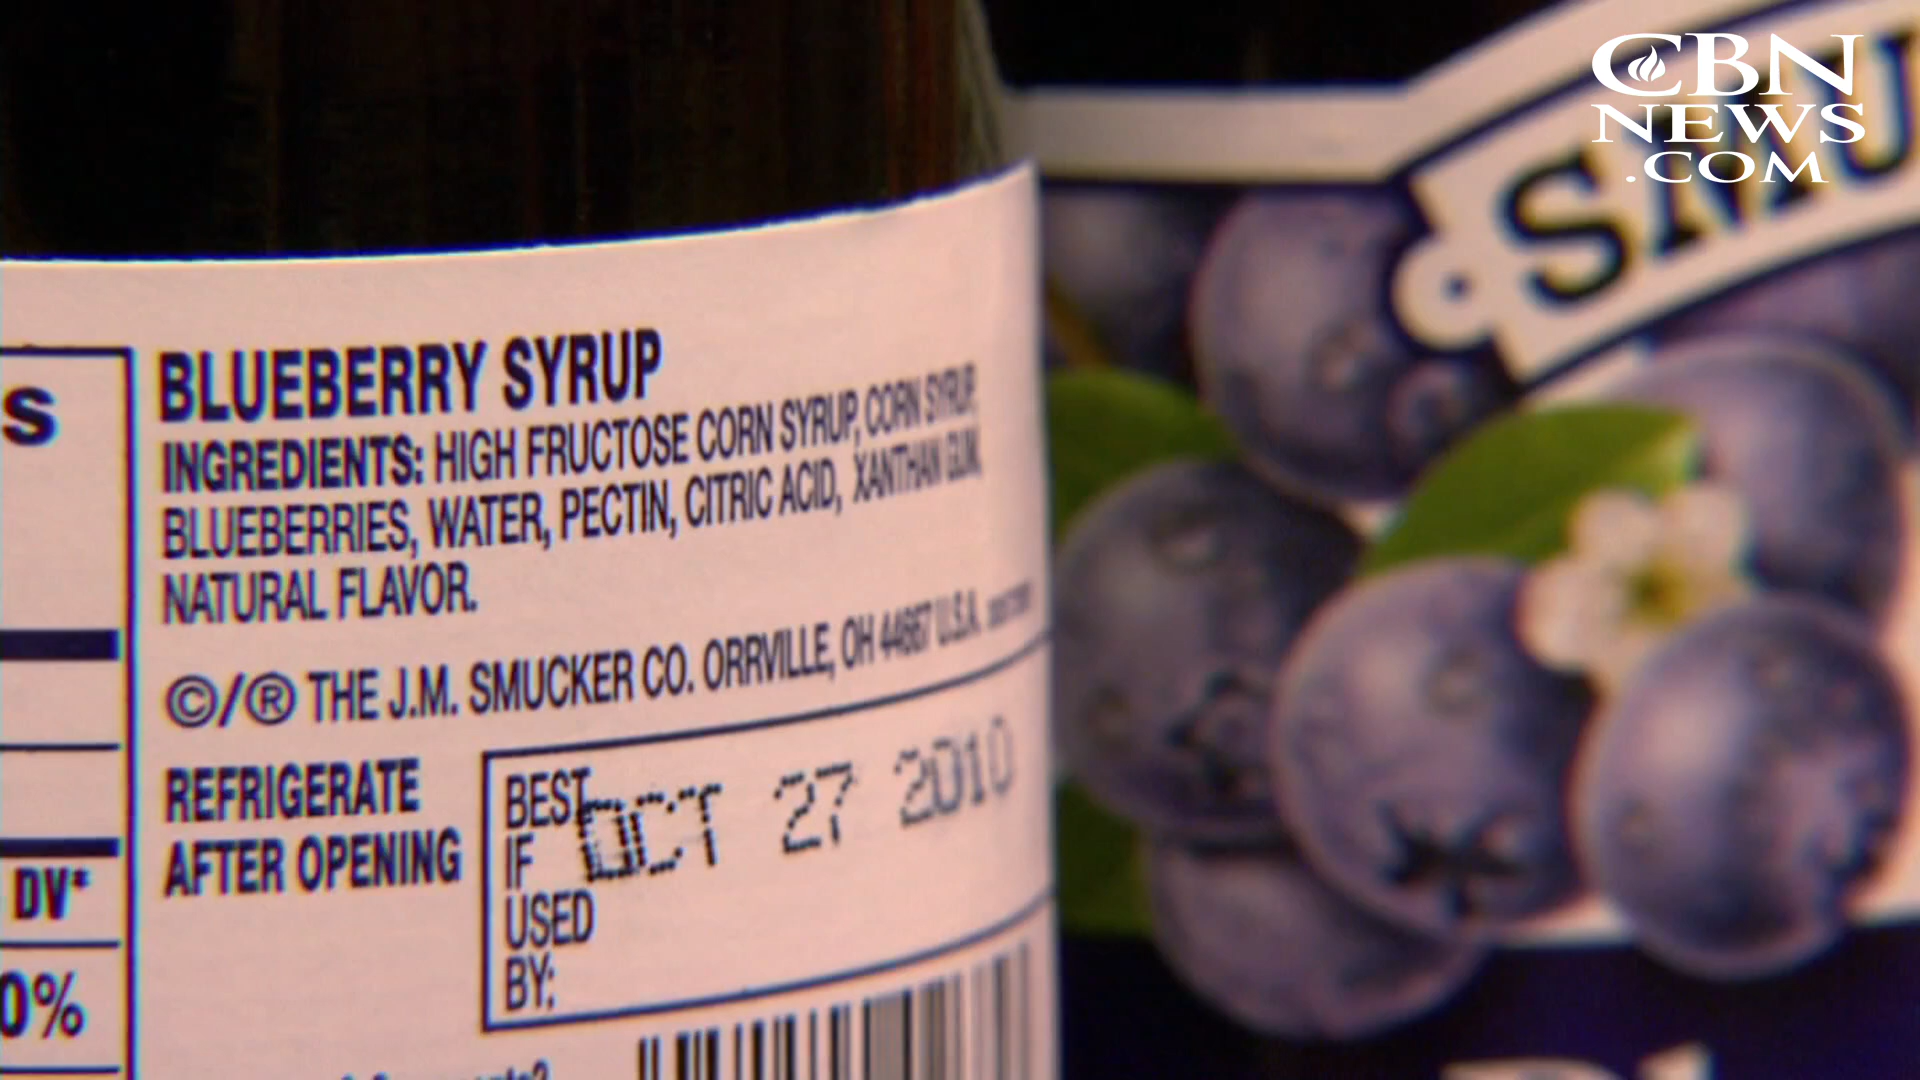 CBN
NEWS
.COM
SMU
S
BLUEBERRY SYRUP
INGREDIENTS: HIGH FRUCTOSE CORN SYRUP, CORN SYRUP,
BLUEBERRIES, WATER, PECTIN, CITRIC ACID, XANTHAN GUM,
NATURAL FLAVOR.
©/® THE J.M. SMUCKER CO. ORRVILLE, OH 44667 U.S.A.
REFRIGERATE
AFTER OPENING
BEST
IF
USED
BY:
OCT 27 2010
DV*
0%